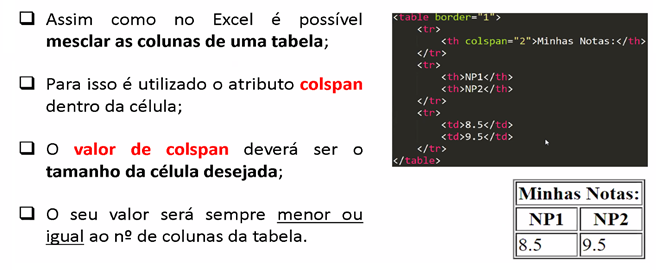 Assim como no Excel é possível
mesclar as colunas de uma tabela;
Para isso é utilizado o atributo colspan
dentro da célula;
O valor de colspan deverá ser o
tamanho da célula desejada;
O seu valor será sempre menor ou
igual ao nº de colunas da tabela.
<table border="1">
<tr>
<th colspan="2">Minhas Notas:</th>
</tr>
<tr>
<th>NP1</th>
<th>NP2</th>
</tr>
<tr>
<td>8.5</td>
<td>9.5</td>
</tr>
</table>
Minhas Notas:
NP1 NP2
8.5 9.5